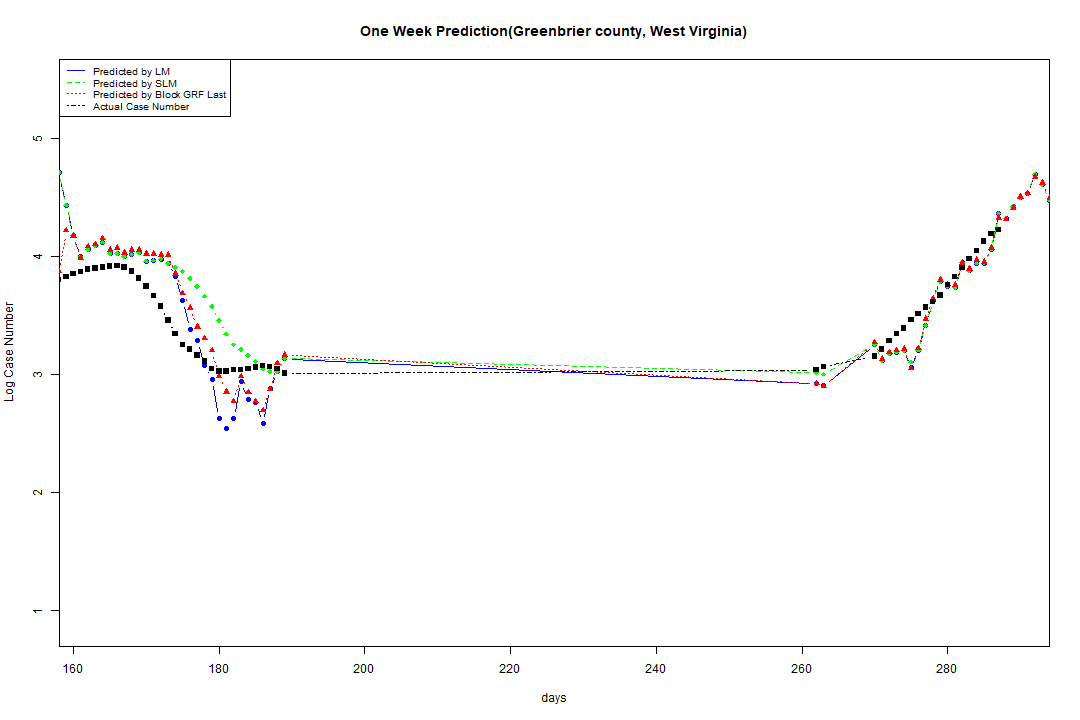 One Week Prediction(Greenbrier county, West Virginia)
Predicted by LM
Predicted by SLM
Predicted by Block GRF Last
Actual Case Number
Log Case Number
5
4
3
2
1
160 180 200 220 240 260 280
days